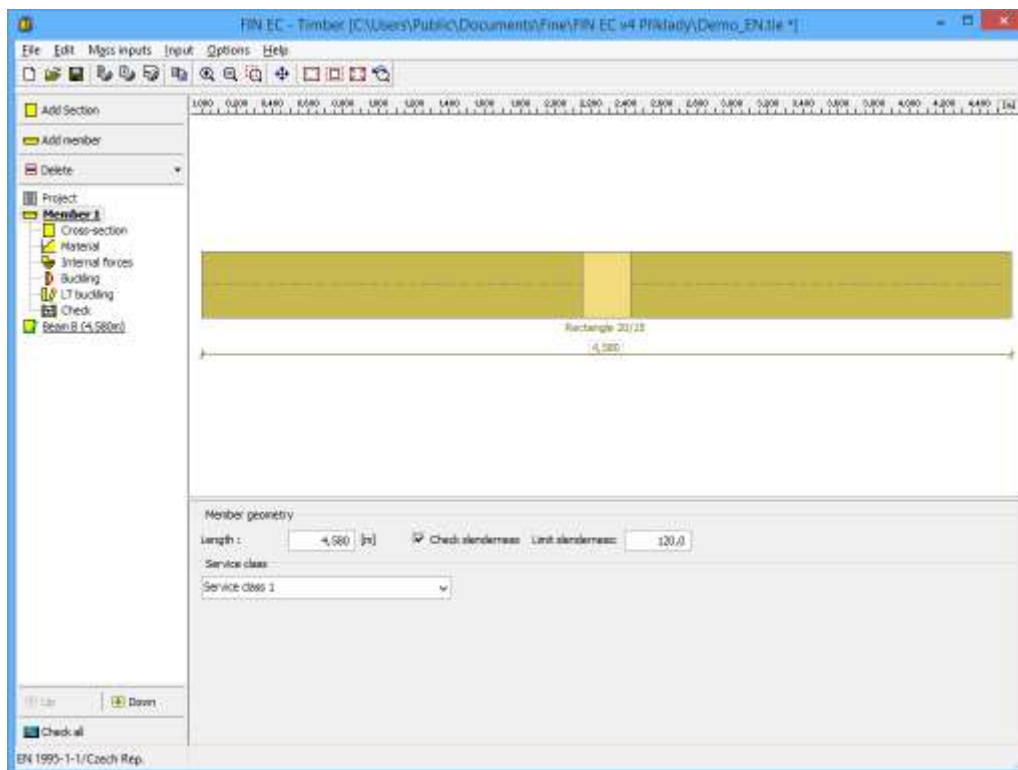 FIN EC - Timber [C:\Users\Public\Documents\Fine\FIN EC v4 Příklady\Demo_EN.tle *]
File Edit Mass inputs Input Options Help
Add Section
Add member
Delete
Project
Member 1
Cross-section
Material
Internal forces
Buckling
LT buckling
Check
Beam B (4,580m)
Rectangle 20/15
4,580
Member geometry
Length : 4,580 [m] Check slenderness Limit slenderness: 120,0
Service class
Service class 1
Up Down
Check all
EN 1995-1-1/Czech Rep.